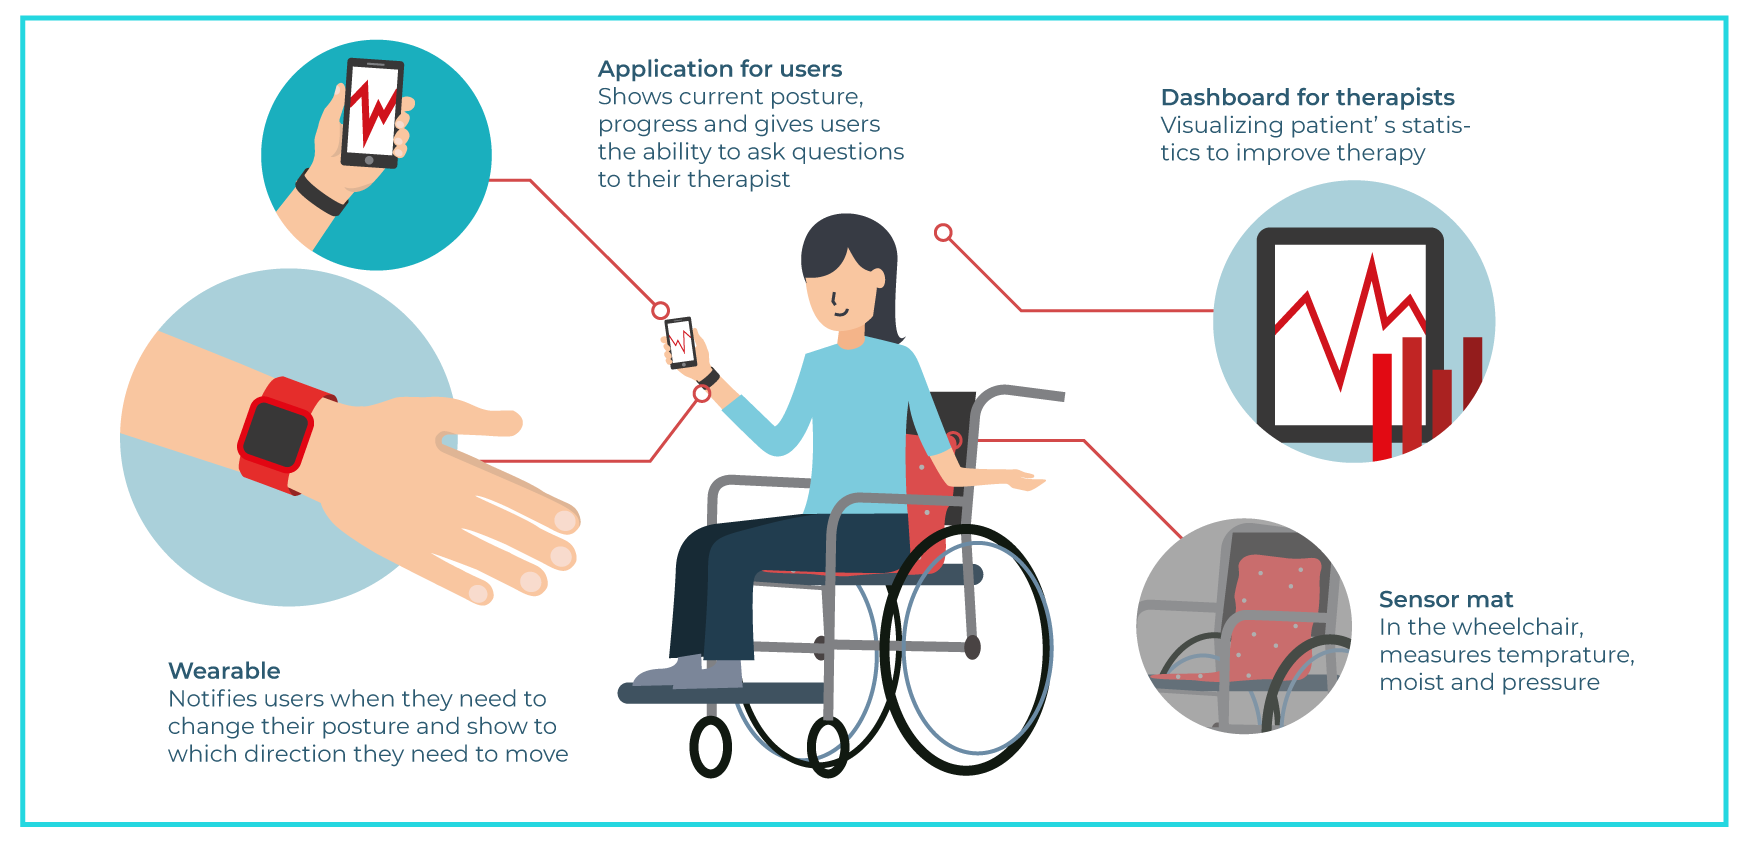 Application for users
Shows current posture,
progress and gives users
the ability to ask questions
to their therapist
Dashboard for therapists
Visualizing patient’ s statis-
tics to improve therapy
Wearable
Notifies users when they need to
change their posture and show to
which direction they need to move
Sensor mat
In the wheelchair,
measures temprature,
moist and pressure